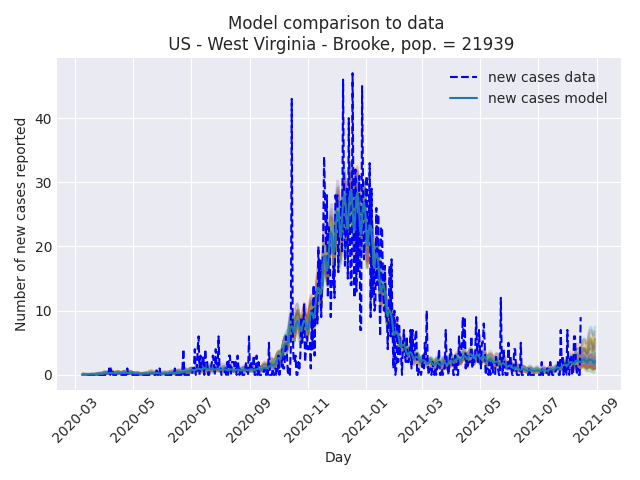 Model comparison to data
US - West Virginia - Brooke, pop. = 21939
new cases data
new cases model
Number of new cases reported
40
30
20
10
0
2020-03
2020-05
2020-07
2020-09
2020-11
2021-01
2021-03
2021-05
2021-07
2021-09
Day